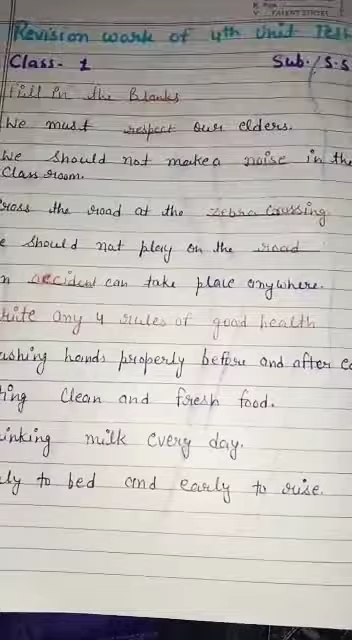 Revision work of 4th Unit Test
Class- 1 Sub./S.S
Fill in the Blanks
We must respect our elders.
We should not make a noise in the
Class room.
ross the road at the zebra Crossing
e should not play on the road
n accident can take place anywhere.
rite any 4 rules of good health
ashing hands properly before and after ea
ting Clean and fresh food.
inking milk every day.
ly to bed and early to rise.